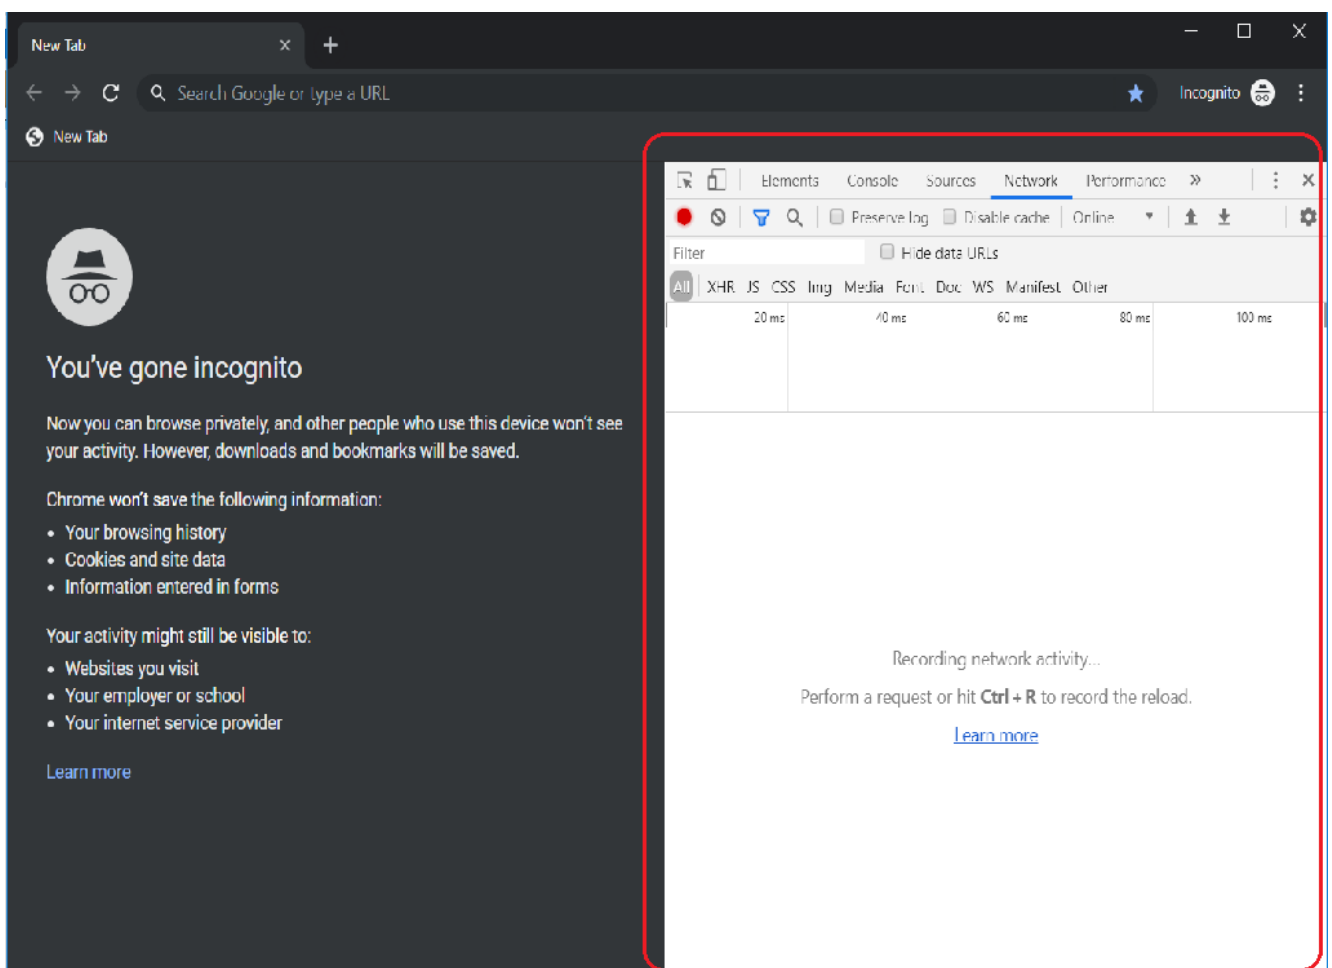 New Tab
Search Google or type a URL
Incognito
New Tab
Elements Console Sources Network Performance
Preserve log Disable cache Online
Filter Hide data URLs
All XHR JS CSS Img Media Font Doc WS Manifest Other
20 ms 40 ms 60 ms 80 ms 100 ms
You've gone incognito
Now you can browse privately, and other people who use this device won't see
your activity. However, downloads and bookmarks will be saved.
Chrome won't save the following information:
• Your browsing history
• Cookies and site data
• Information entered in forms
Your activity might still be visible to:
• Websites you visit
• Your employer or school
• Your internet service provider
Learn more
Recording network activity...
Perform a request or hit Ctrl + R to record the reload.
Learn more